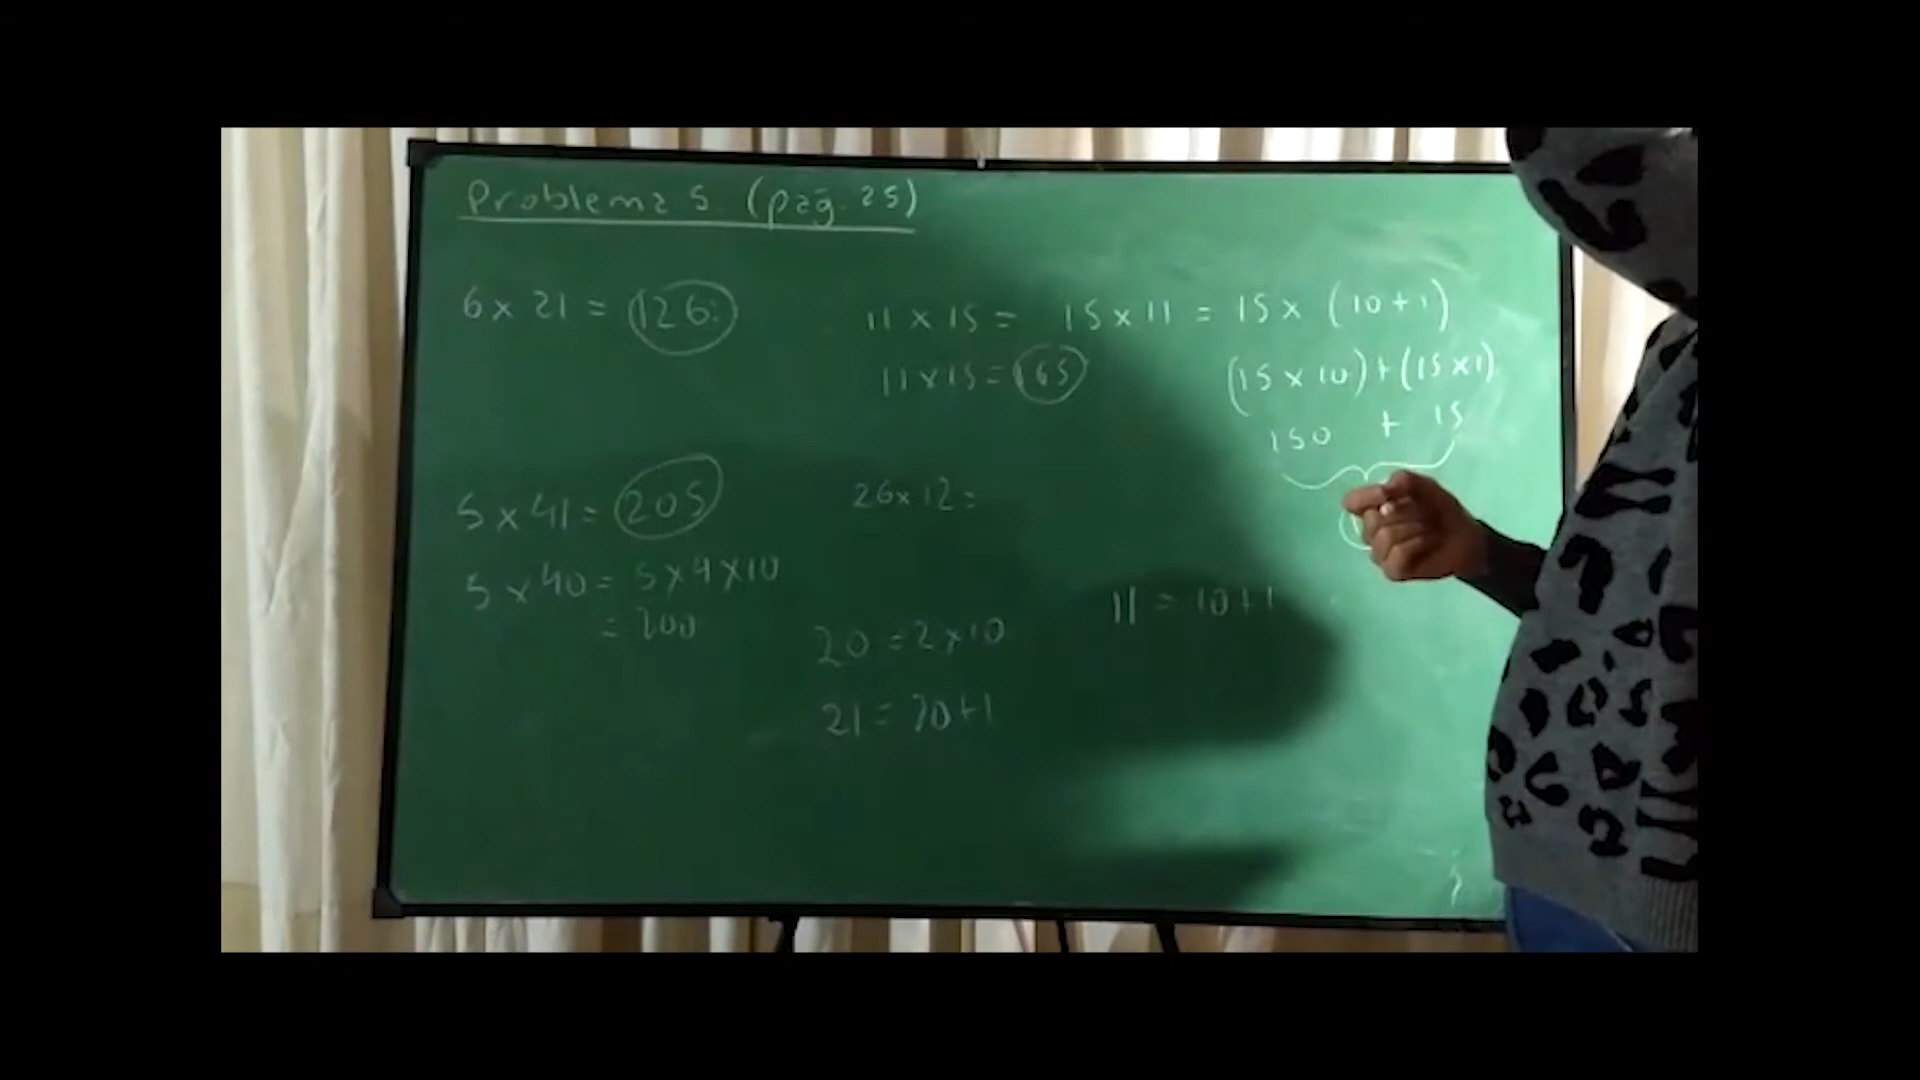 Problema 5. (pág. 25)
6 x 21 = 126
11 x 15 = 15 x 11 = 15 x (10 + 1)
11 x 15 = 165
(15 x 10) + (15 x 1)
150 + 15
5 x 41 = 205
26 x 12 =
5 x 40 = 5 x 4 x 10
= 200
20 = 2 x 10
11 = 10 + 1
21 = 20 + 1